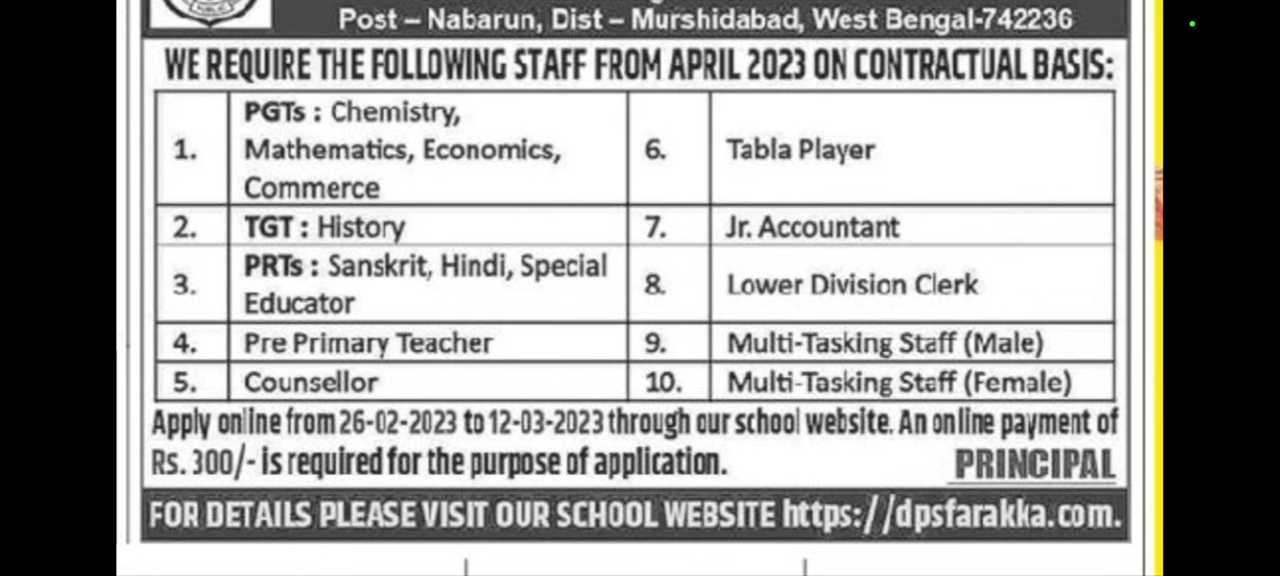 Post – Nabarun, Dist – Murshidabad, West Bengal-742236
WE REQUIRE THE FOLLOWING STAFF FROM APRIL 2023 ON CONTRACTUAL BASIS:
1.
PGTs : Chemistry,
Mathematics, Economics,
Commerce
6.
Tabla Player
2.
TGT : History
7.
Jr. Accountant
3.
PRTs : Sanskrit, Hindi, Special
Educator
8.
Lower Division Clerk
4.
Pre Primary Teacher
9.
Multi-Tasking Staff (Male)
5.
Counsellor
10.
Multi-Tasking Staff (Female)
Apply online from 26-02-2023 to 12-03-2023 through our school website. An online payment of
Rs. 300/- is required for the purpose of application.
PRINCIPAL
FOR DETAILS PLEASE VISIT OUR SCHOOL WEBSITE https://dpsfarakka.com.